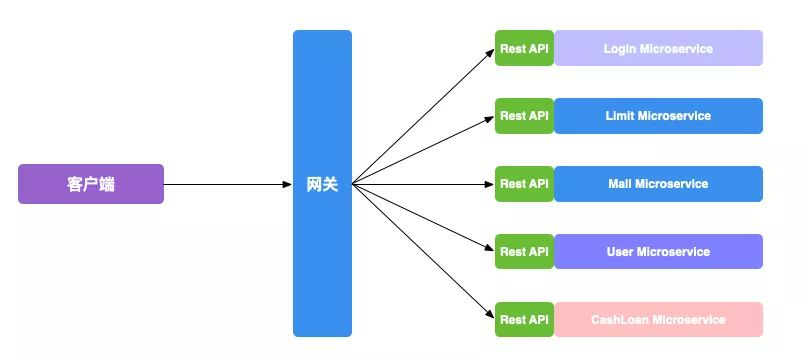 Rest API Login Microservice
Rest API Limit Microservice
客户端
网关
Rest API Mall Microservice
Rest API User Microservice
Rest API CashLoan Microservice